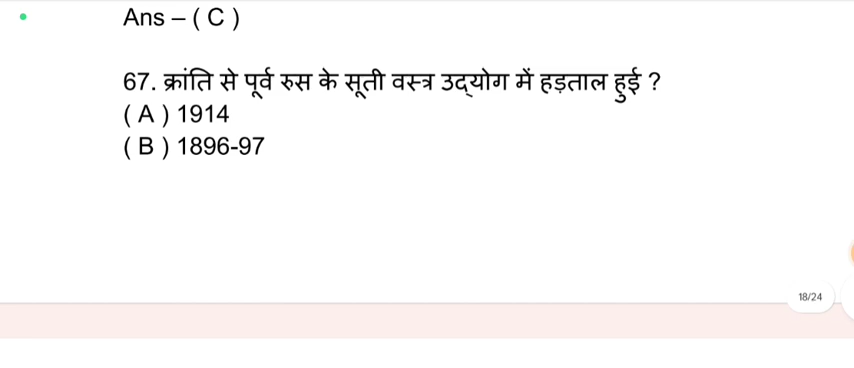 Ans – ( C )
67. क्रांति से पूर्व रुस के सूती वस्त्र उद्योग में हड़ताल हुई ?
( A ) 1914
( B ) 1896-97
18/24